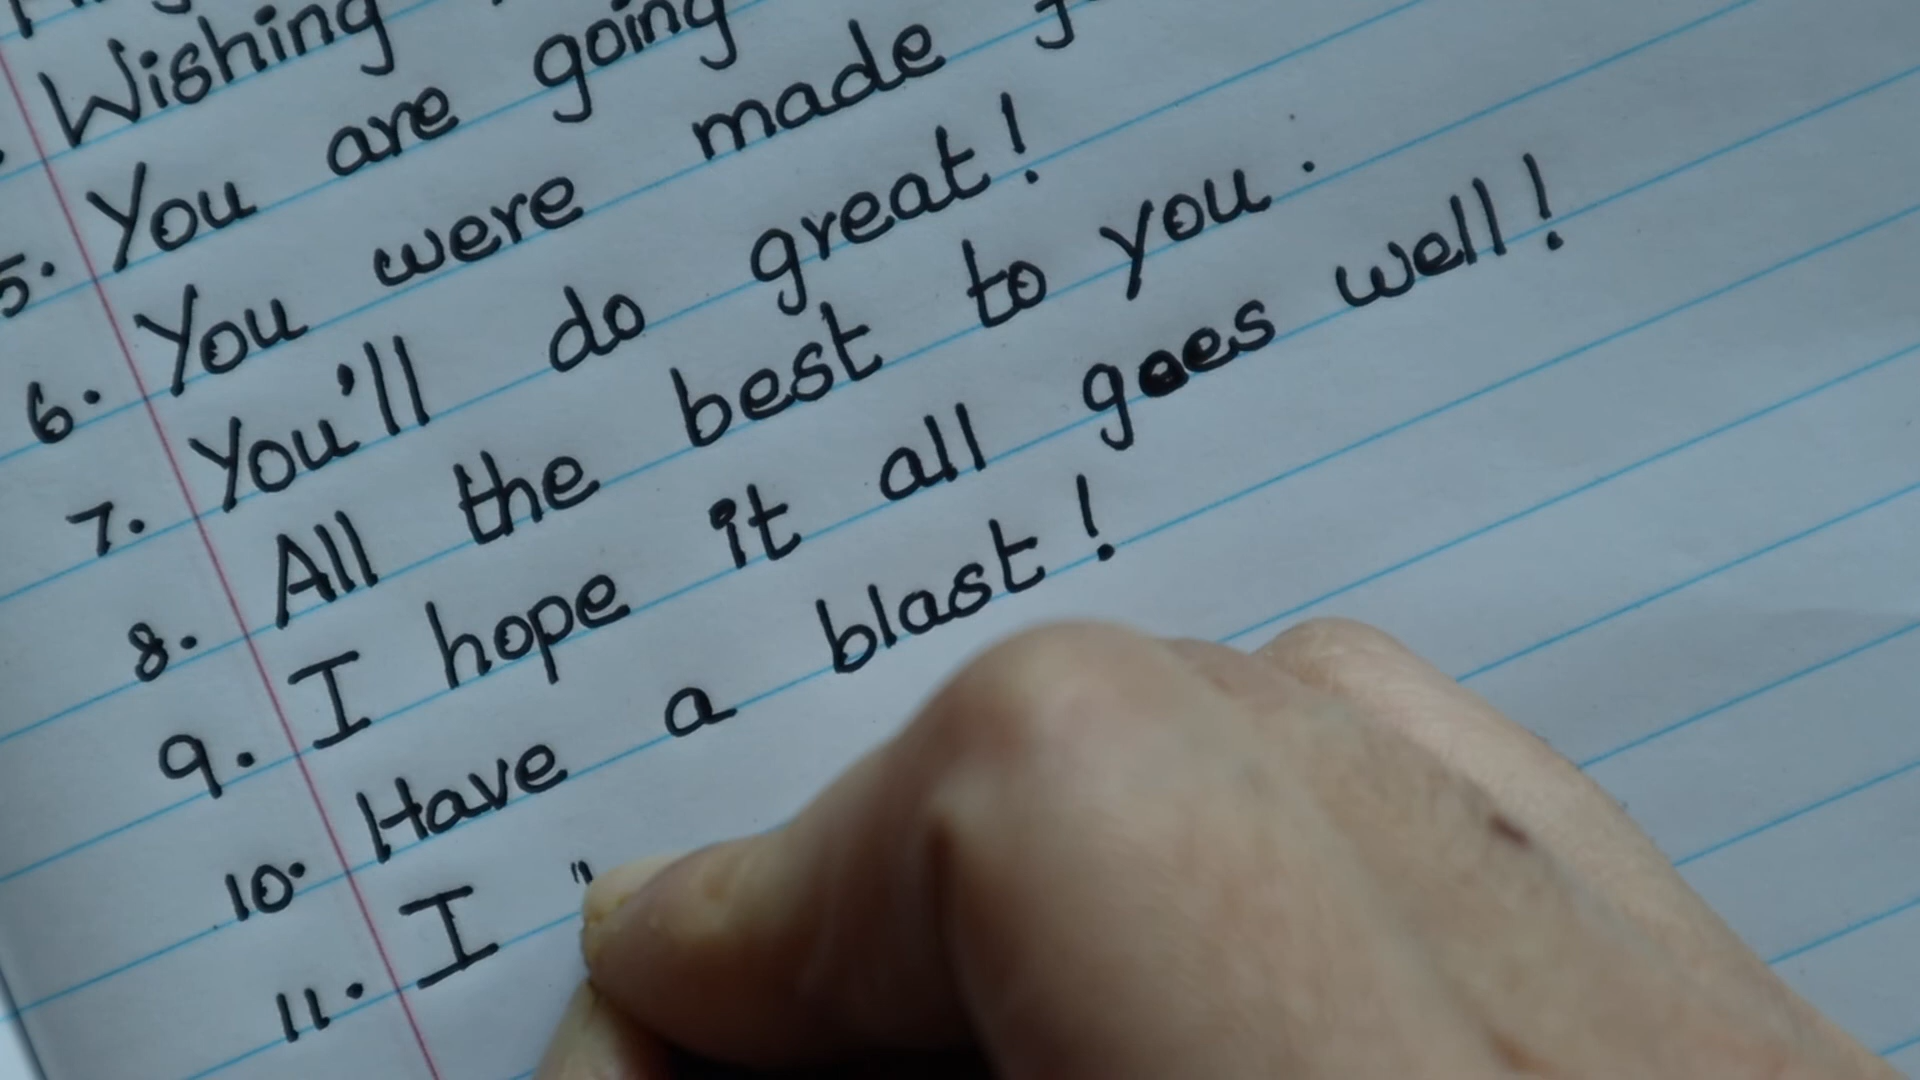 Wishing
5. You are going
6. You were made
7. You'll do great!
8. All the best to you.
9. I hope it all goes well!
10. Have a blast!
11. I